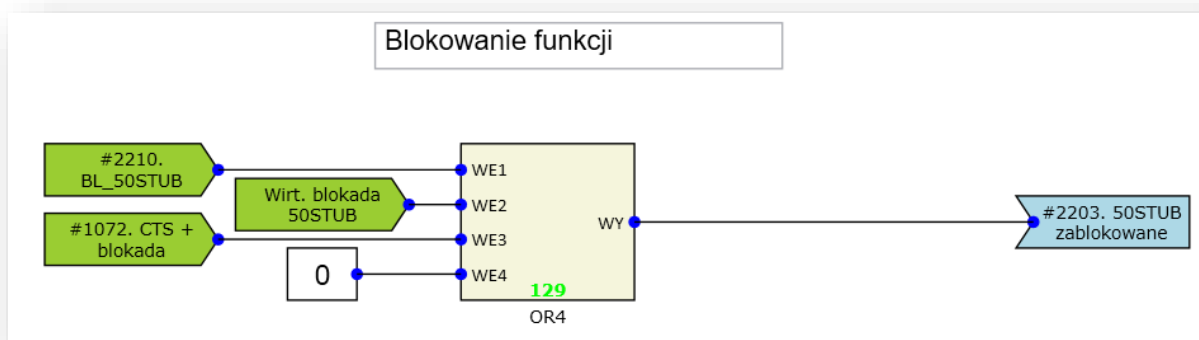 Blokowanie funkcji
#2210.
BL_50STUB
WE1
Wirt. blokada
50STUB
WE2
#1072. CTS +
blokada
WE3
0
WE4
WY
#2203. 50STUB
zablokowane
129
OR4